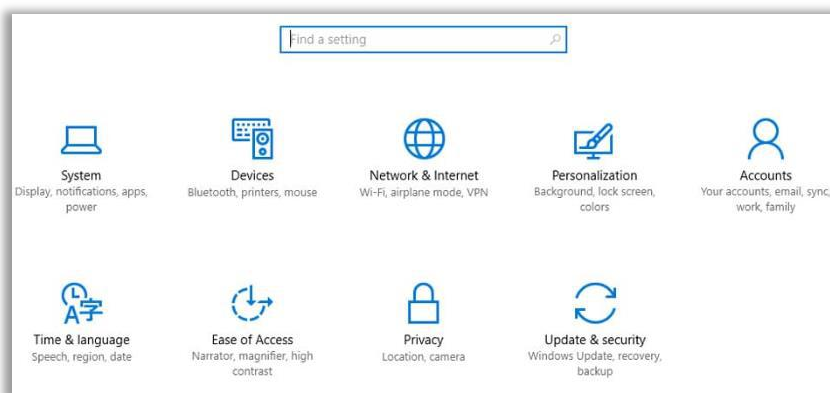 Find a setting
System
Display, notifications, apps,
power
Devices
Bluetooth, printers, mouse
Network & Internet
Wi-Fi, airplane mode, VPN
Personalization
Background, lock screen,
colors
Accounts
Your accounts, email, sync,
work, family
A字
Time & language
Speech, region, date
Ease of Access
Narrator, magnifier, high
contrast
Privacy
Location, camera
Update & security
Windows Update, recovery,
backup